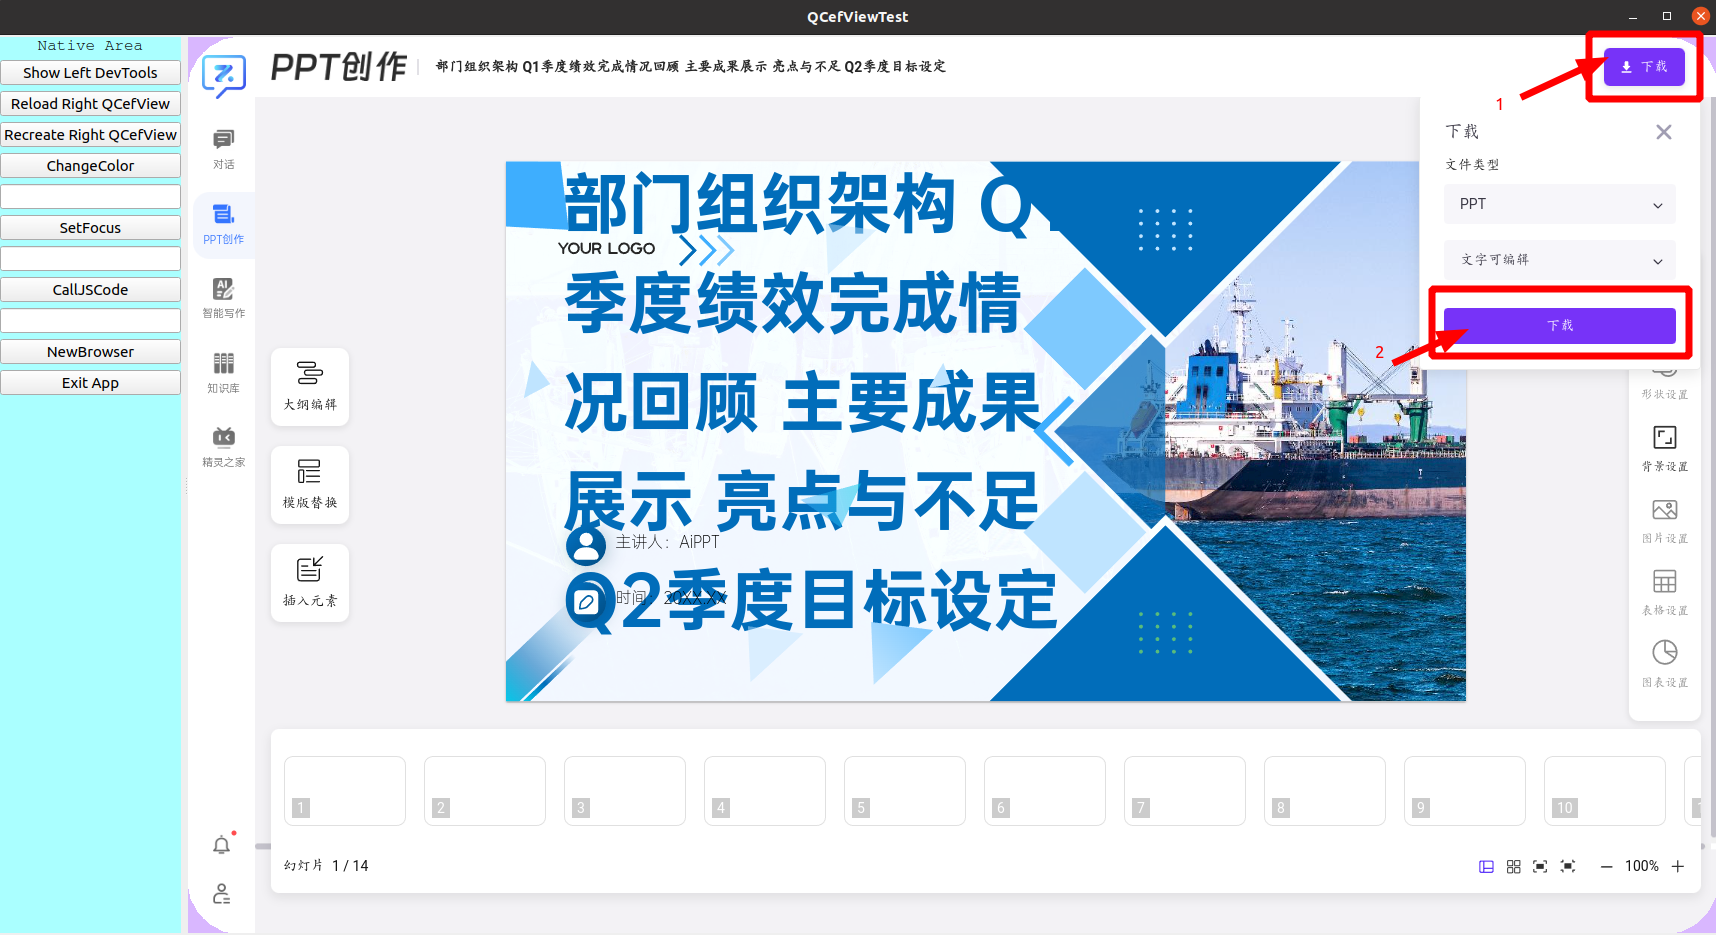 QCefViewTest
Native Area
Show Left DevTools
Reload Right QCefView
Recreate Right QCefView
ChangeColor
SetFocus
CallJSCode
NewBrowser
Exit App
对话
PPT创作
智能写作
知识库
精灵之家
PPT创作
部门组织架构 Q1季度绩效完成情况回顾 主要成果展示 亮点与不足 Q2季度目标设定
下载
1
下载
文件类型
PPT
文字可编辑
下载
2
大纲编辑
模版替换
插入元素
部门组织架构 Q1
YOUR LOGO
季度绩效完成情
况回顾 主要成果
展示 亮点与不足
主讲人：AiPPT
时间：20XX.XX
Q2季度目标设定
形状设置
背景设置
图片设置
表格设置
图表设置
1
2
3
4
5
6
7
8
9
10
幻灯片 1 / 14
100%